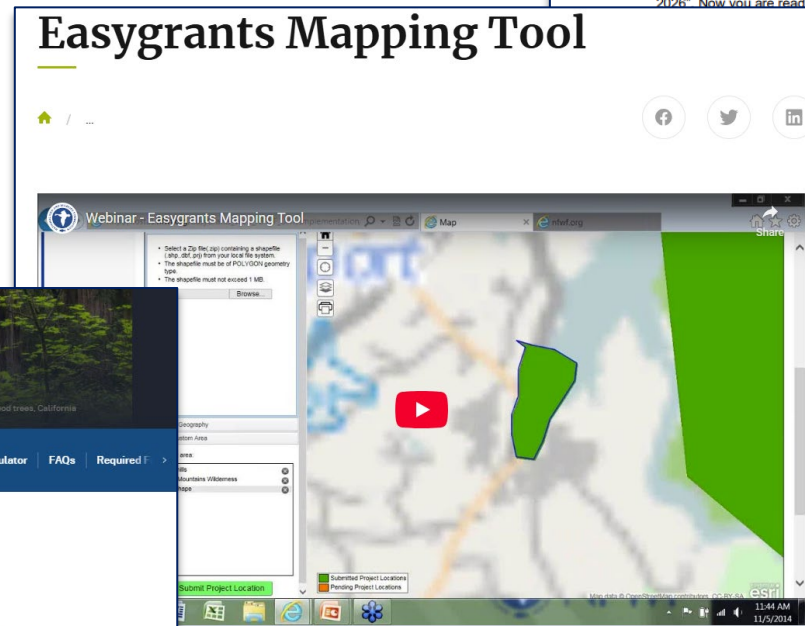 2026". Now you are read
Easygrants Mapping Tool
/ ...
Webinar - Easygrants Mapping Tool
Map
nfwf.org
Share
• Select a Zip file(.zip) containing a shapefile
(.shp,.dbf,.prj) from your local file system.
• The shapefile must be of POLYGON geometry
type.
• The shapefile must not exceed 1 MB.
Browse...
od trees, California
ulator
FAQs
Required F
>
Geography
stom Area
area:
hills
Mountains Wilderness
hape
Submit Project Location
Submitted Project Locations
Pending Project Locations
Map data © OpenStreetMap contributors, CC-BY-SA
esri
11:44 AM
11/5/2014